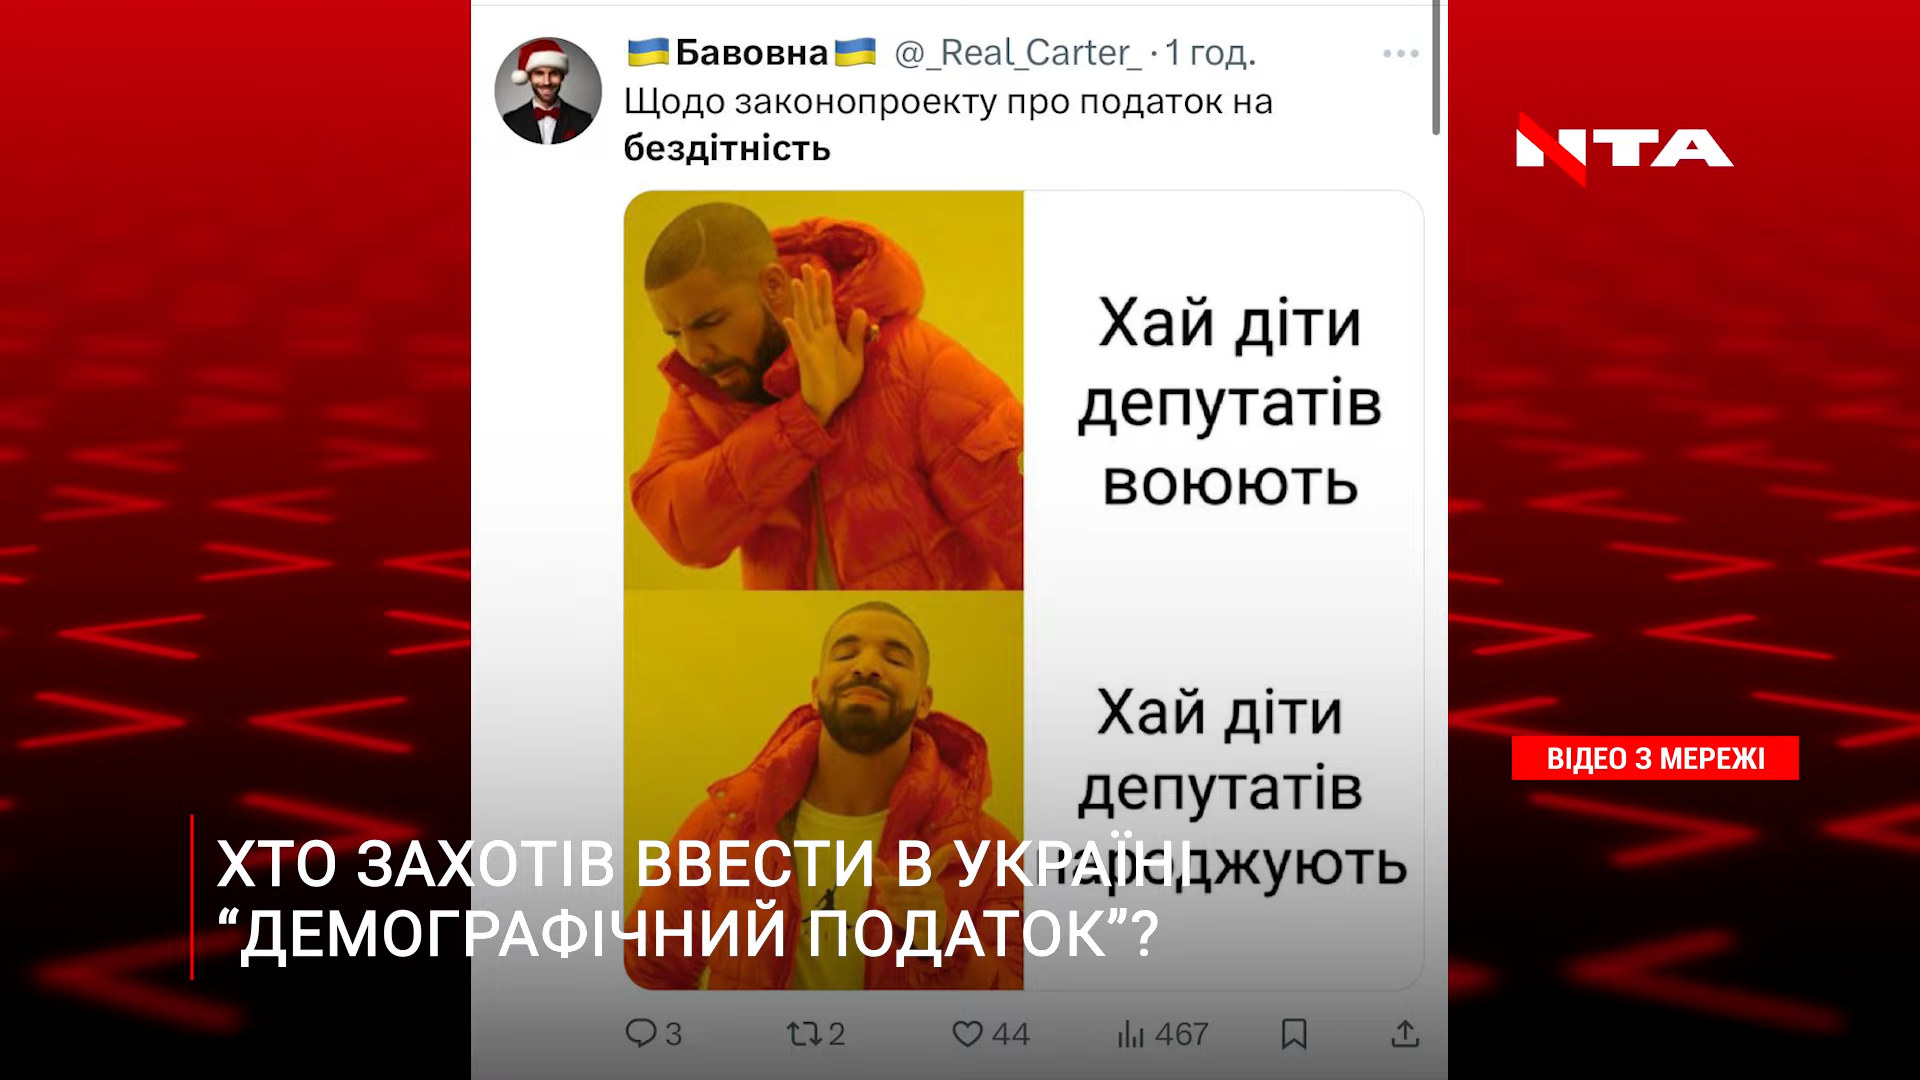 🇺🇦Бавовна🇺🇦 @_Real_Carter_ · 1 год.
Щодо законопроекту про податок на
бездітність
NTA
Хай діти
депутатів
воюють
Хай діти
депутатів
народжують
ВІДЕО З МЕРЕЖІ
ХТО ЗАХОТІВ ВВЕСТИ В УКРАЇНІ
“ДЕМОГРАФІЧНИЙ ПОДАТОК”?
3 2 44 467